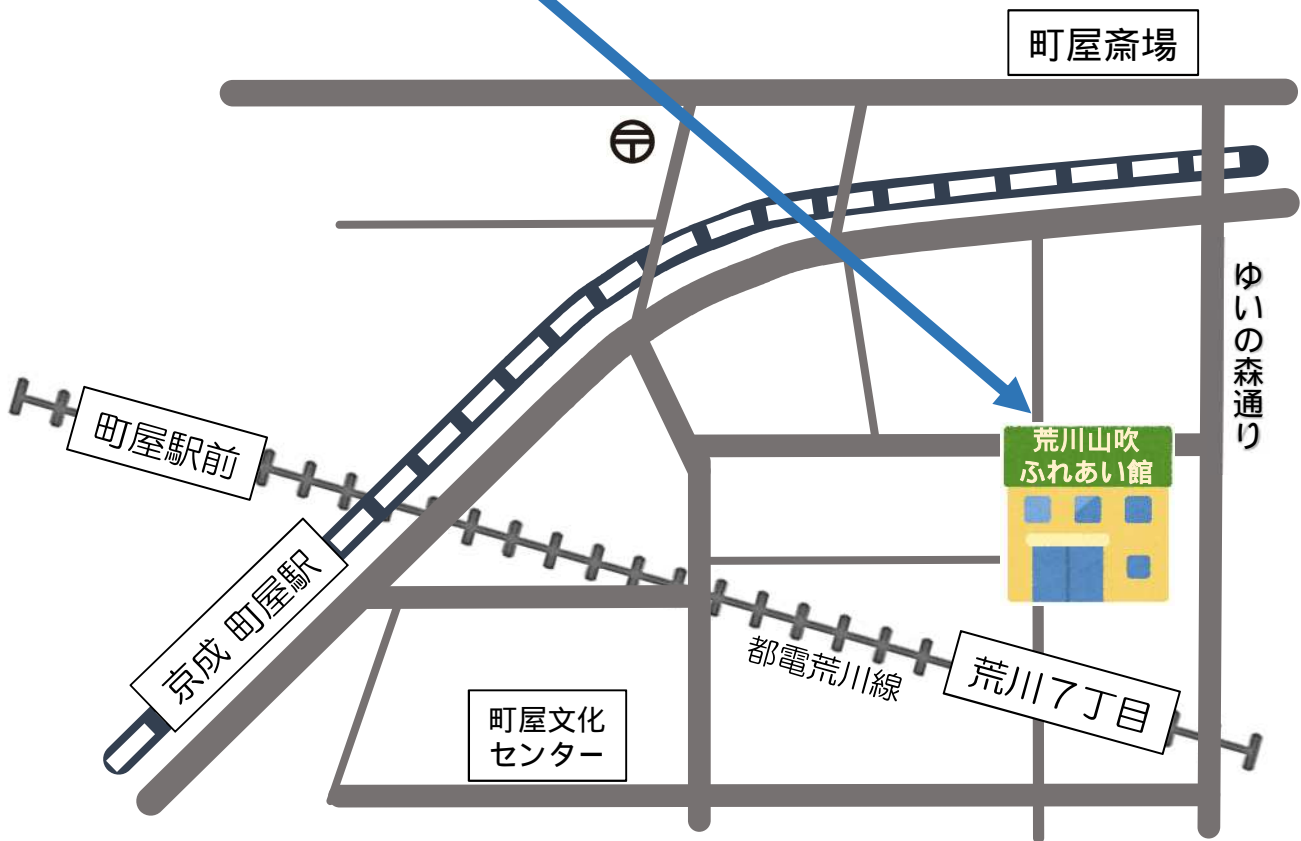 町屋斎場
〒
ゆいの森通り
町屋駅前
荒川山吹
ふれあい館
京成 町屋駅
都電荒川線
荒川7丁目
町屋文化
センター